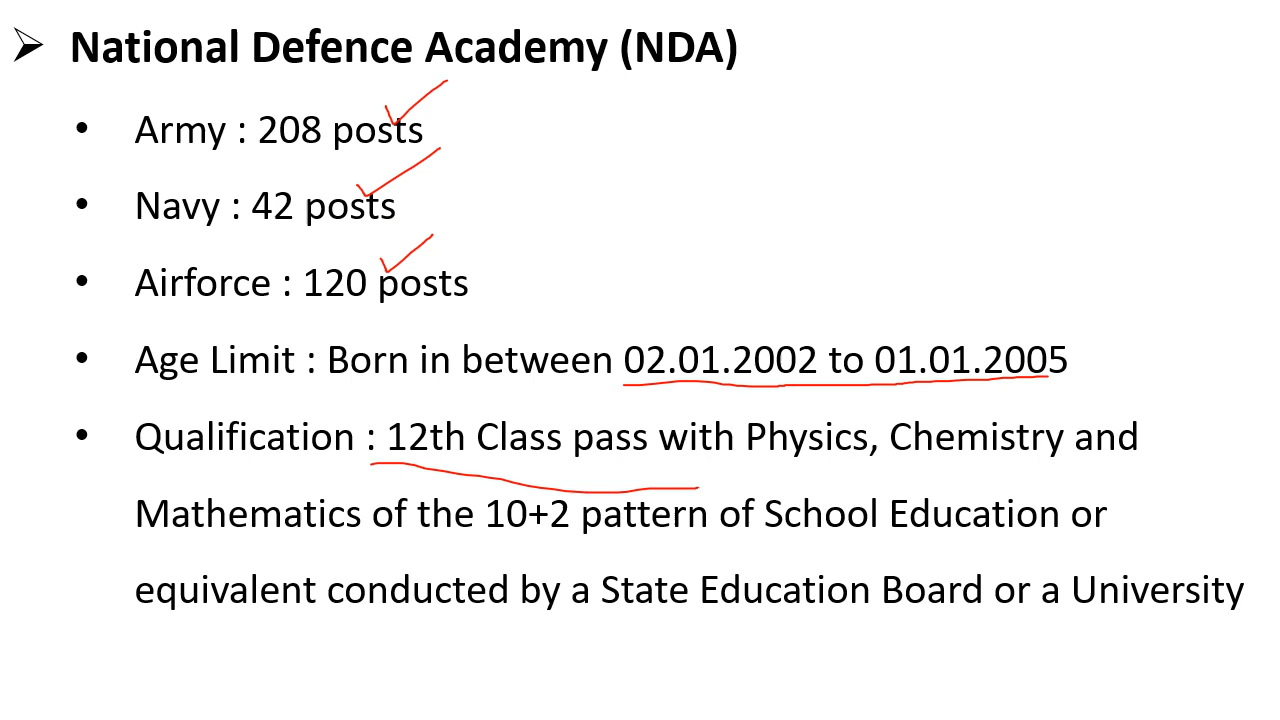 ➢ National Defence Academy (NDA)
• Army : 208 posts
• Navy : 42 posts
• Airforce : 120 posts
• Age Limit : Born in between 02.01.2002 to 01.01.2005
• Qualification : 12th Class pass with Physics, Chemistry and
Mathematics of the 10+2 pattern of School Education or
equivalent conducted by a State Education Board or a University